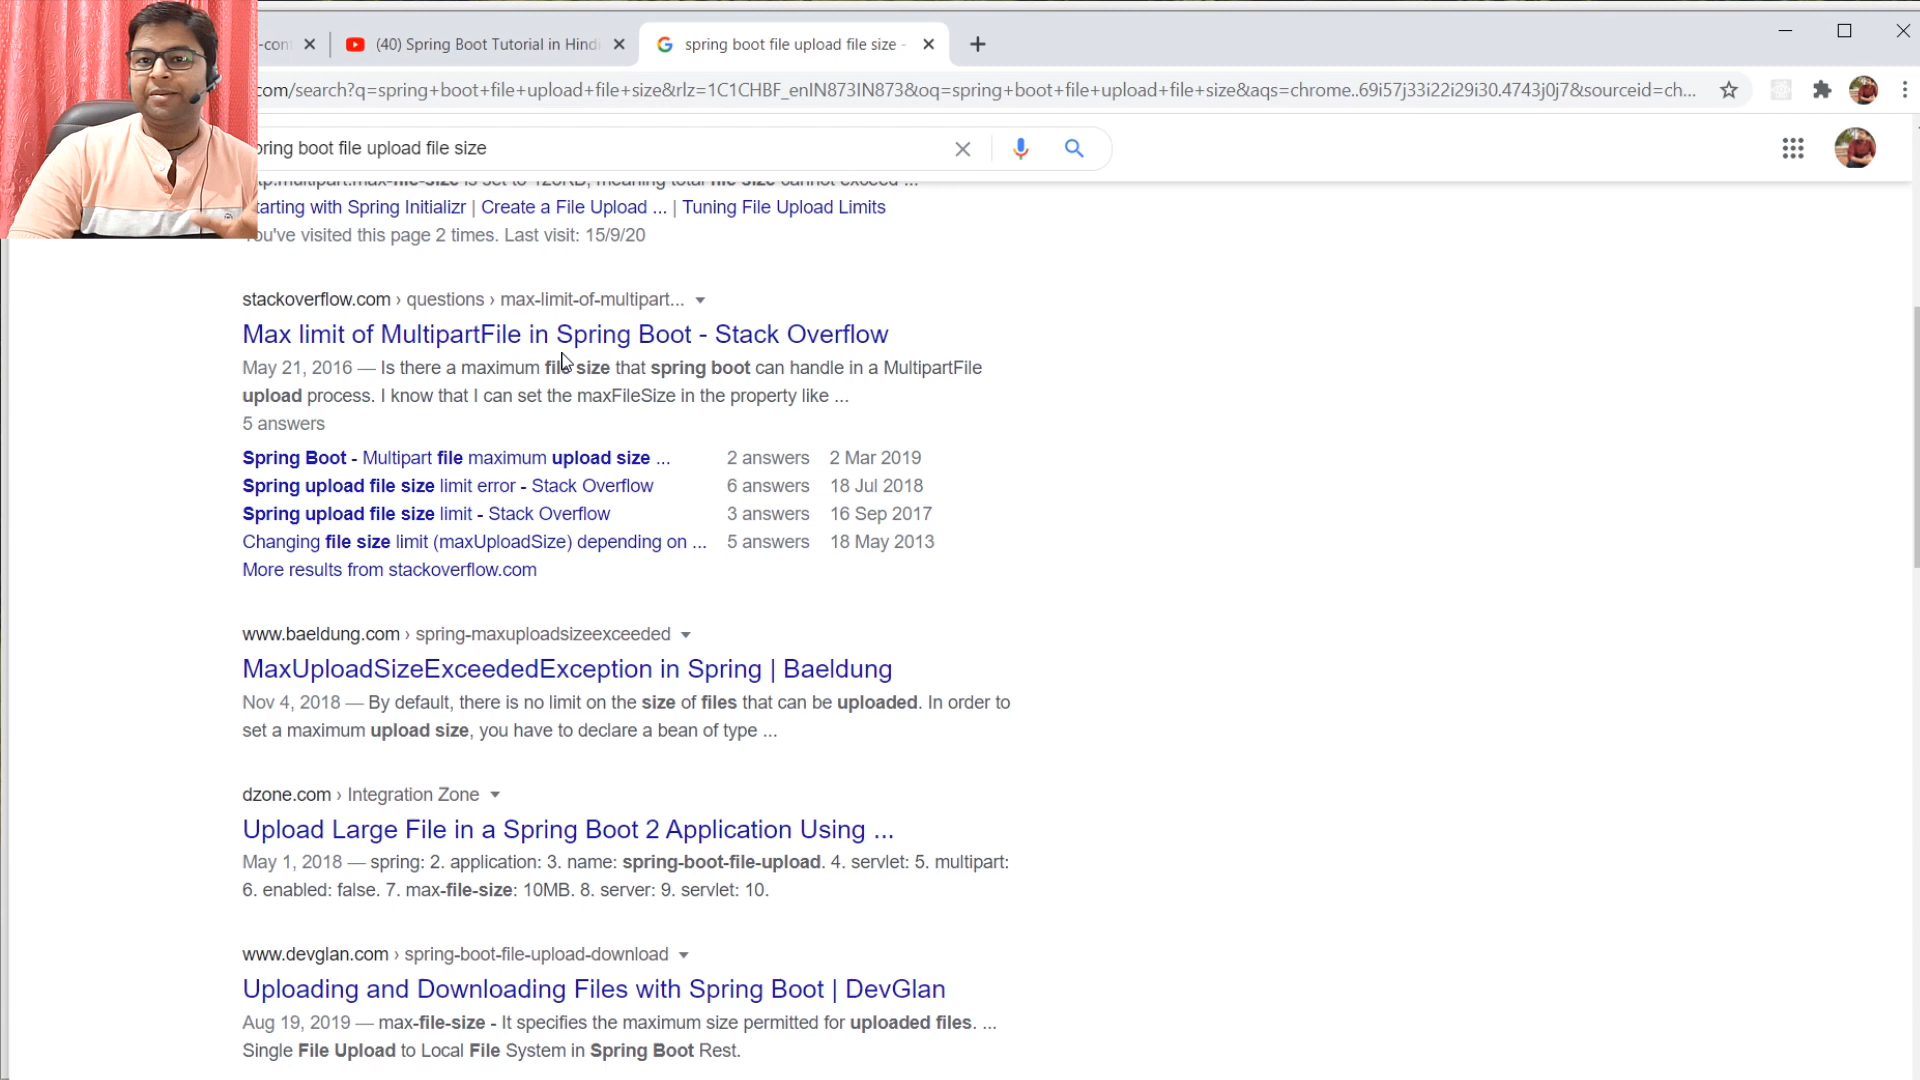 -con
(40) Spring Boot Tutorial in Hindi
spring boot file upload file size -
com/search?q=spring+boot+file+upload+file+size&rlz=1C1CHBF_enIN873IN873&oq=spring+boot+file+upload+file+size&aqs=chrome..69i57j33i22i29i30.4743j0j7&sourceid=ch...
pring boot file upload file size
tp.multipart.max-file-size is set to 128KB, meaning total file size cannot exceed ...
tarting with Spring Initializr | Create a File Upload ... | Tuning File Upload Limits
You've visited this page 2 times. Last visit: 15/9/20
stackoverflow.com › questions › max-limit-of-multipart...
Max limit of MultipartFile in Spring Boot - Stack Overflow
May 21, 2016 — Is there a maximum file size that spring boot can handle in a MultipartFile
upload process. I know that I can set the maxFileSize in the property like ...
5 answers
Spring Boot - Multipart file maximum upload size ... 2 answers 2 Mar 2019
Spring upload file size limit error - Stack Overflow 6 answers 18 Jul 2018
Spring upload file size limit - Stack Overflow 3 answers 16 Sep 2017
Changing file size limit (maxUploadSize) depending on ... 5 answers 18 May 2013
More results from stackoverflow.com
www.baeldung.com › spring-maxuploadsizeexceeded
MaxUploadSizeExceededException in Spring | Baeldung
Nov 4, 2018 — By default, there is no limit on the size of files that can be uploaded. In order to
set a maximum upload size, you have to declare a bean of type ...
dzone.com › Integration Zone
Upload Large File in a Spring Boot 2 Application Using ...
May 1, 2018 — spring: 2. application: 3. name: spring-boot-file-upload. 4. servlet: 5. multipart:
6. enabled: false. 7. max-file-size: 10MB. 8. server: 9. servlet: 10.
www.devglan.com › spring-boot-file-upload-download
Uploading and Downloading Files with Spring Boot | DevGlan
Aug 19, 2019 — max-file-size - It specifies the maximum size permitted for uploaded files. ...
Single File Upload to Local File System in Spring Boot Rest.